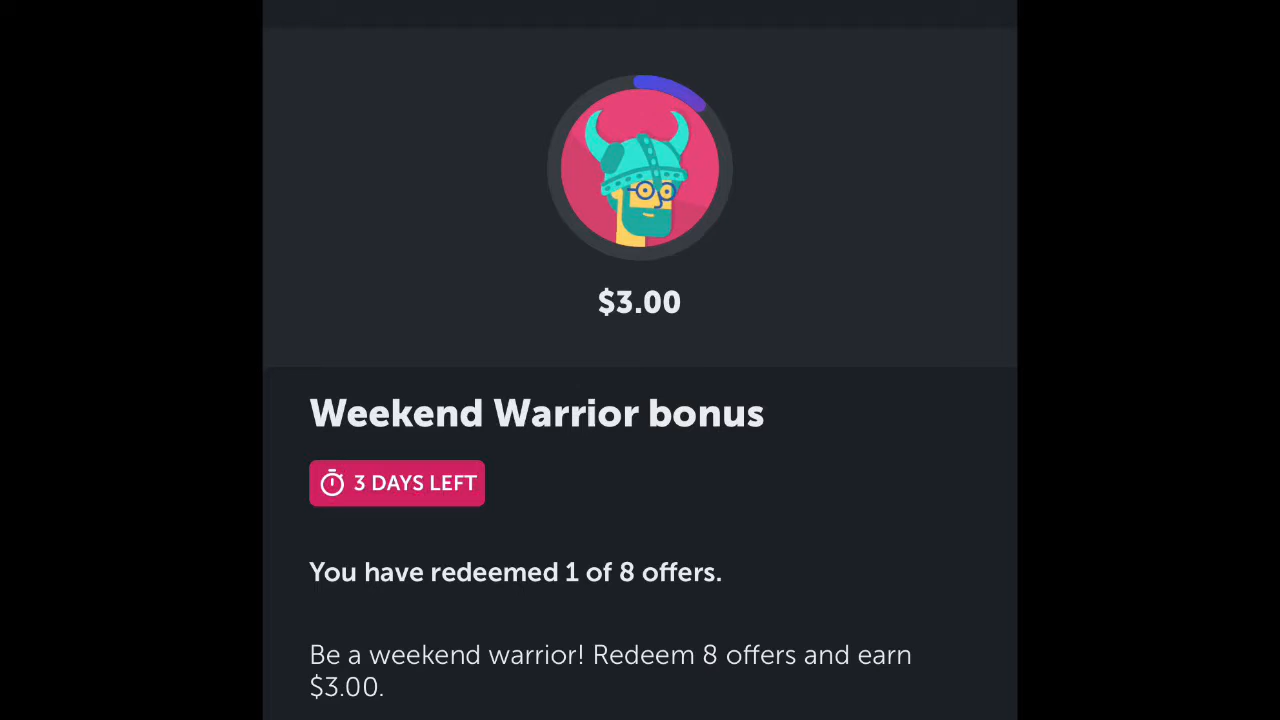 $3.00
Weekend Warrior bonus
3 DAYS LEFT
You have redeemed 1 of 8 offers.
Be a weekend warrior! Redeem 8 offers and earn
$3.00.